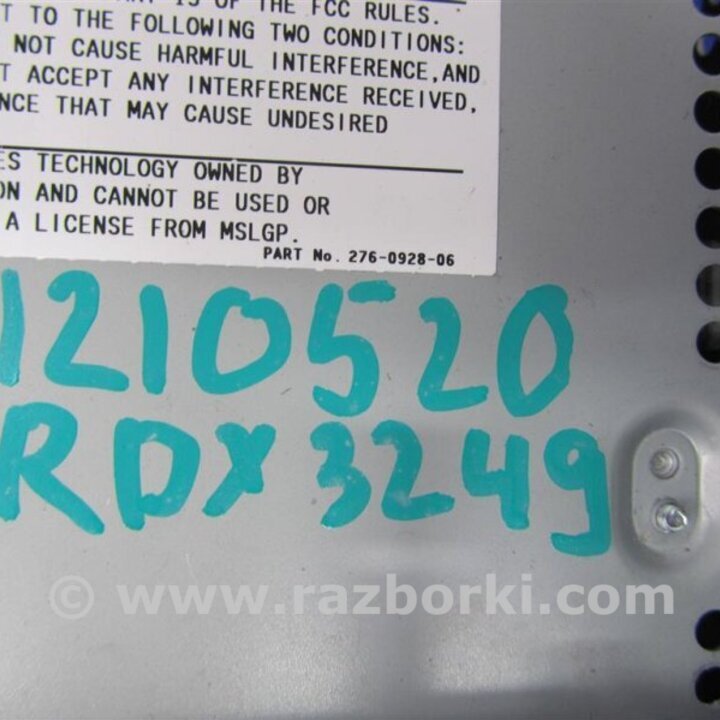 OF THE FCC RULES.
T TO THE FOLLOWING TWO CONDITIONS:
NOT CAUSE HARMFUL INTERFERENCE, AND
T ACCEPT ANY INTERFERENCE RECEIVED,
NCE THAT MAY CAUSE UNDESIRED
ES TECHNOLOGY OWNED BY
ON AND CANNOT BE USED OR
A LICENSE FROM MSLGP.
PART No. 276-0928-06
1210520
RDX 3249
© www.razborki.com